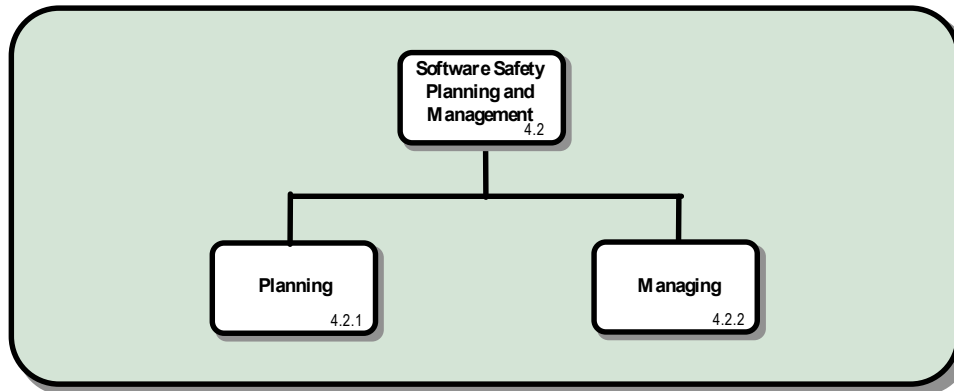 Software Safety
Planning and
Management
4.2
Planning
4.2.1
Managing
4.2.2